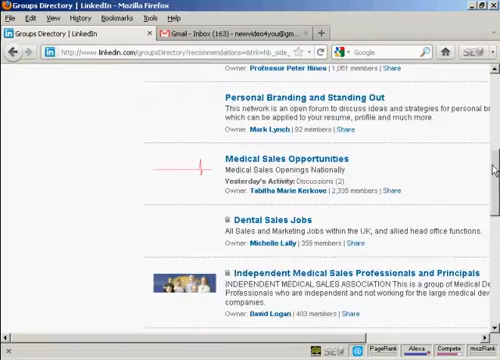 Groups Directory | LinkedIn - Mozilla Firefox
File Edit View History Bookmarks Tools Help
Groups Directory | LinkedIn
Gmail - Inbox (163) - newvideo4you@gm...
http://www.linkedin.com/groupsDirectory?recommendations=&trk=hb_side_
Google
Owner: Professor Peter Hines | 1,061 members | Share
Personal Branding and Standing Out
This network is an open forum to discuss ideas and strategies for personal br
which can be applied to your resume, profile and much more.
Owner: Mark Lynch | 92 members | Share
Medical Sales Opportunities
Medical Sales Openings Nationally
Yesterday's Activity: Discussions (2)
Owner: Tabitha Marie Kerkove | 2,335 members | Share
Dental Sales Jobs
All Sales and Marketing Jobs within the UK, and allied head office functions.
Owner: Michelle Lally | 359 members | Share
Independent Medical Sales Professionals and Principals
INDEPENDENT MEDICAL SALES ASSOCIATION This is a group of Medical De
Professionals who are independent and not working for the large medical dev
companies.
Owner: David Logan | 403 members | Share
PageRank Alexa Compete mozRank